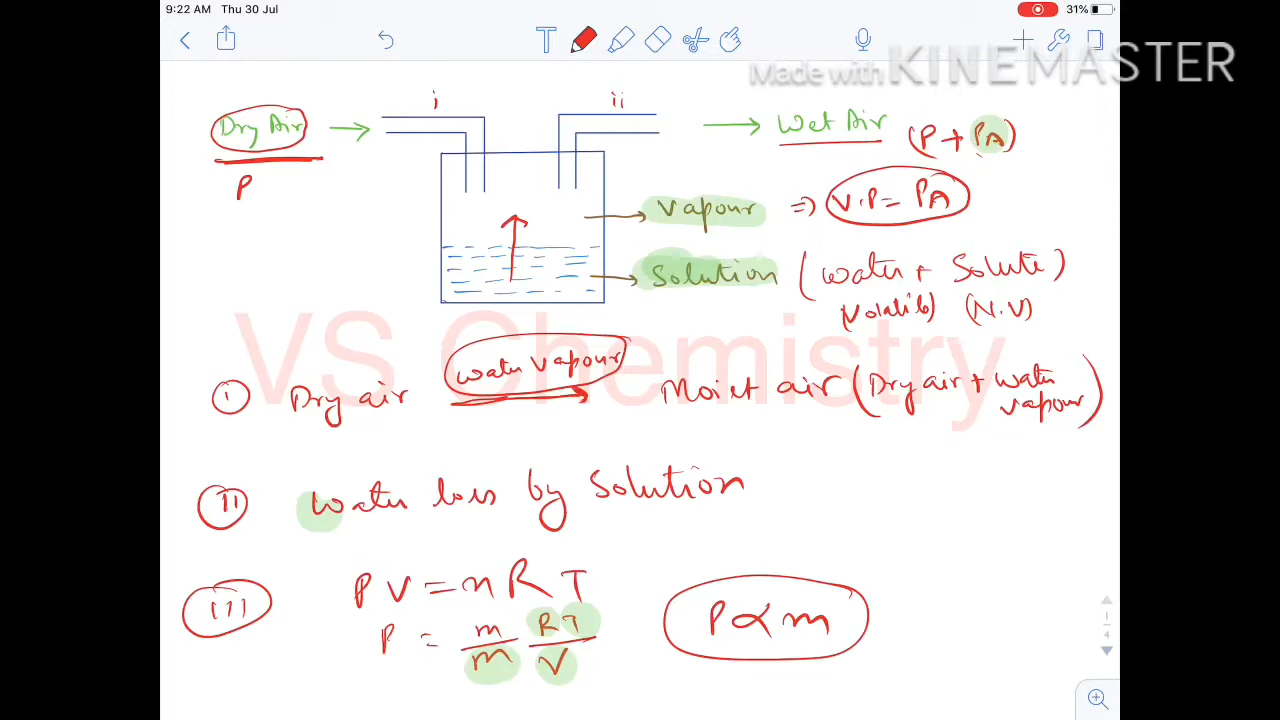 9:22 AM Thu 30 Jul
31%
Made with KINEMASTER
i
ii
Dry Air
Wet Air (P + PA)
P
Vapour ⇒ V.P = PA
Solution (Water + Solute)
(Volatile) (N.V)
VS Chemistry
i Dry air water vapour Moist air (Dry air + water vapour)
ii Water loss by Solution
iii PV = nRT
P = m/m RT/V
P ∝ m
1
4